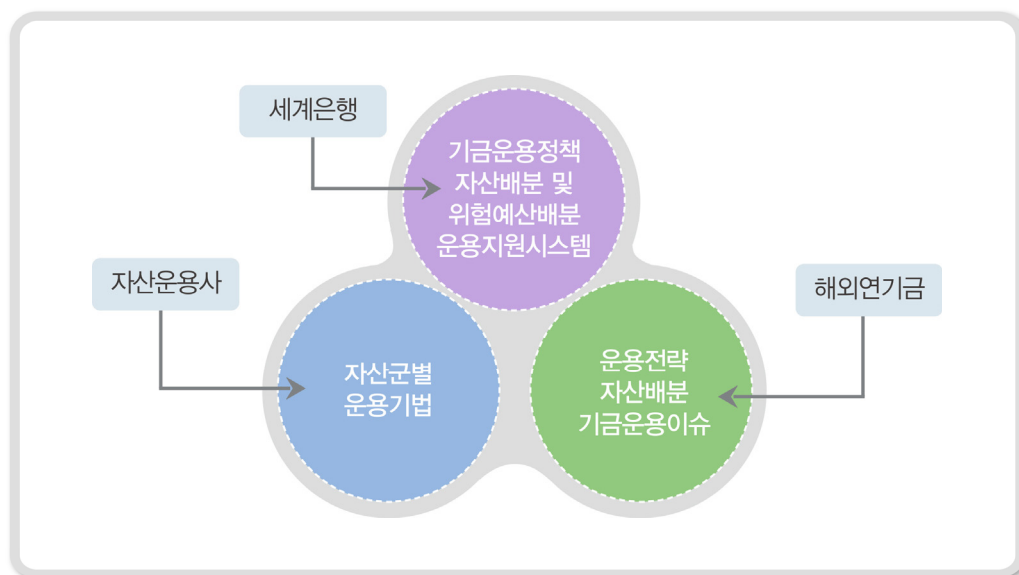 세계은행
기금운용정책
자산배분 및
위험예산배분
운용지원시스템
자산운용사
자산군별
운용기법
해외연기금
운용전략
자산배분
기금운용이슈